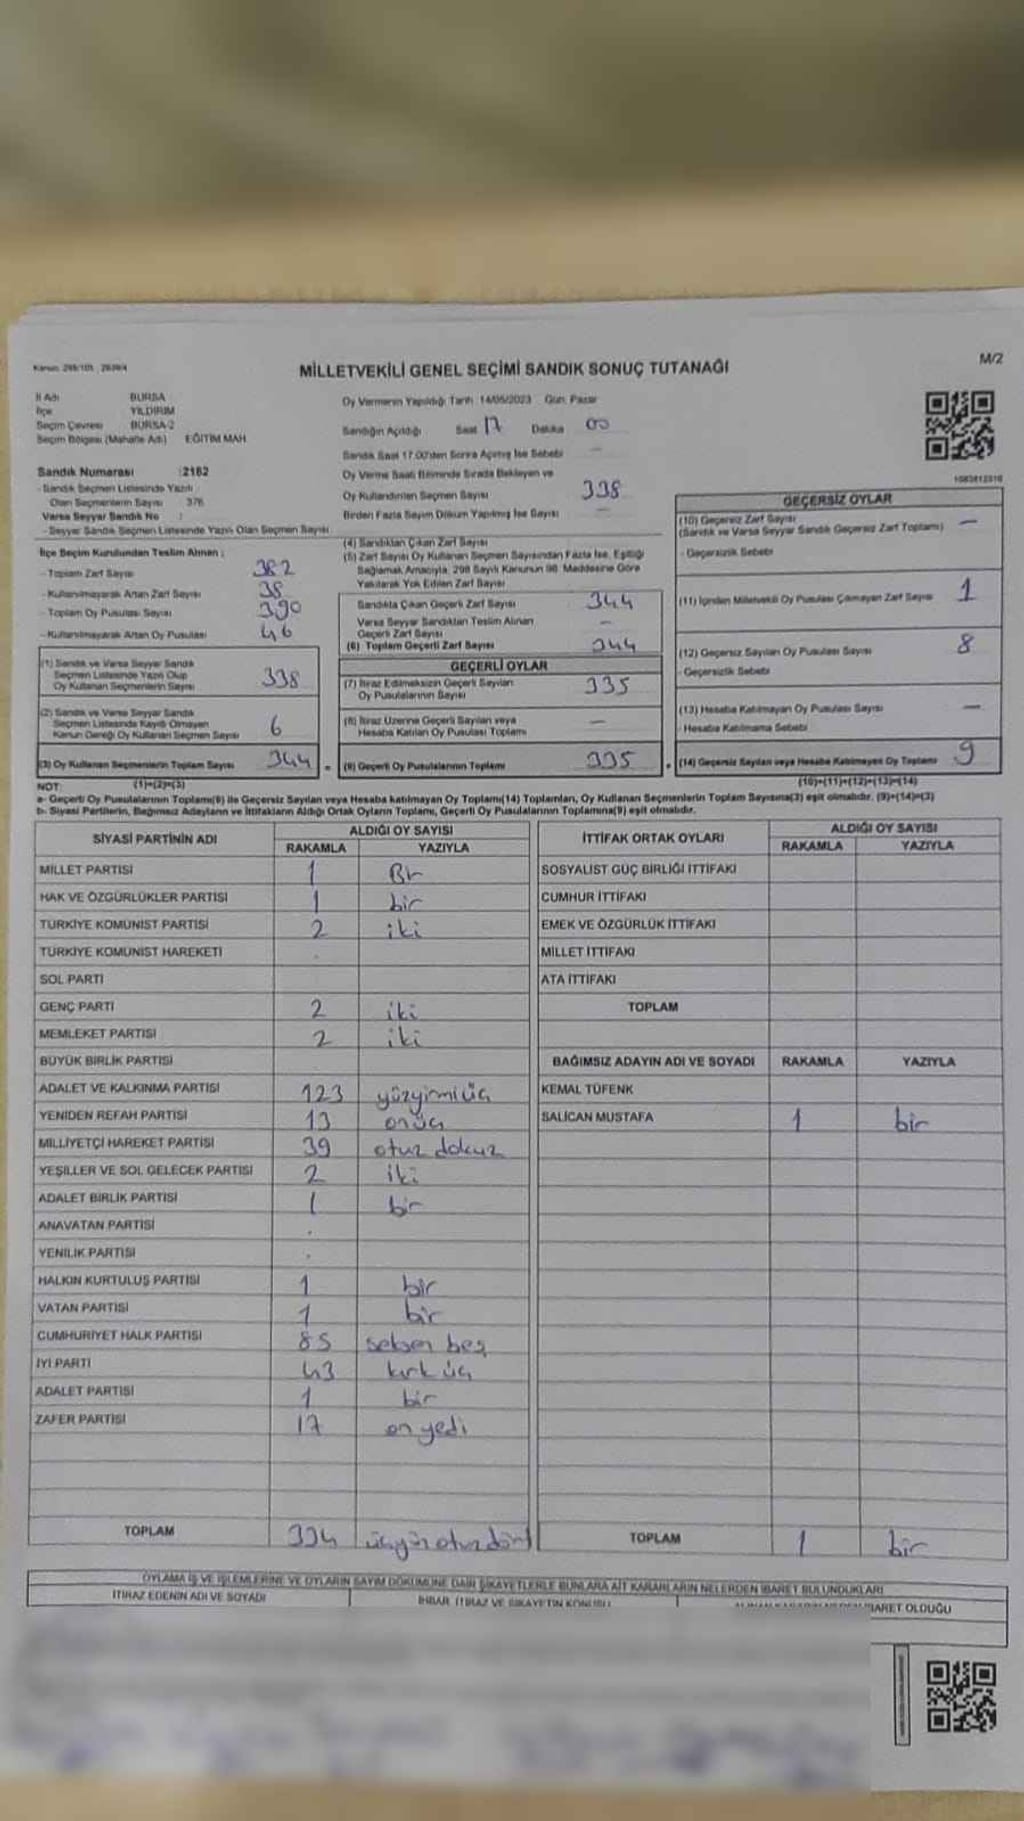 MİLLETVEKİLİ GENEL SEÇİMİ SANDIK SONUÇ TUTANAĞI
M/2
İl Adı BURSA
İlçe YILDIRIM
Seçim Çevresi BURSA-2
Seçim Bölgesi (Mahalle Adı) EĞİTİM MAH.
Sandık Numarası :2162
- Sandık Seçmen Listesinde Yazılı
Olan Seçmenlerin Sayısı 376
Varsa Seyyar Sandık No :
- Seyyar Sandık Seçmen Listesinde Yazılı Olan Seçmen Sayısı
Oy Vermenin Yapıldığı Tarih: 14/05/2023 Gün: Pazar
Sandığın Açıldığı Saat 17 Dakika 00
Sandık Saat 17:00'den Sonra Açılmış İse Sebebi —
Oy Verme Saati Bitiminde Sırada Bekleyen ve
Oy Kullandırılan Seçmen Sayısı 338
Birden Fazla Sayım Döküm Yapılmış İse Sayısı —
İlçe Seçim Kurulundan Teslim Alınan :
- Toplam Zarf Sayısı 382
- Kullanılmayarak Artan Zarf Sayısı 38
- Toplam Oy Pusulası Sayısı 390
- Kullanılmayarak Artan Oy Pusulası 46
(1) Sandık ve Varsa Seyyar Sandık
Seçmen Listesinde Yazılı Olup
Oy Kullanan Seçmenlerin Sayısı 338
(2) Sandık ve Varsa Seyyar Sandık
Seçmen Listesinde Kaydı Olmayan
Kanun Gereği Oy Kullanan Seçmen Sayısı 6
(3) Oy Kullanan Seçmenlerin Toplam Sayısı 344
(1)+(2)=(3)
(4) Sandıktan Çıkan Zarf Sayısı
(5) Zarf Sayısı Oy Kullanan Seçmen Sayısından Fazla İse, Eşitliği
Sağlamak Amacıyla, 298 Sayılı Kanunun 98. Maddesine Göre
Yakılarak Yok Edilen Zarf Sayısı
Sandıkta Çıkan Geçerli Zarf Sayısı 344
Varsa Seyyar Sandıktan Teslim Alınan
Geçerli Zarf Sayısı —
(6) Toplam Geçerli Zarf Sayısı 344
GEÇERLİ OYLAR
(7) İtiraz Edilmeksizin Geçerli Sayılan
Oy Pusulalarının Sayısı 335
(8) İtiraz Üzerine Geçerli Sayılan veya
Hesaba Katılan Oy Pusulası Toplamı —
(9) Geçerli Oy Pusulalarının Toplamı 335
GEÇERSİZ OYLAR
(10) Geçersiz Zarf Sayısı
(Sandık ve Varsa Seyyar Sandık Geçersiz Zarf Toplamı) —
- Geçersizlik Sebebi
(11) İçinden Milletvekili Oy Pusulası Çıkmayan Zarf Sayısı 1
(12) Geçersiz Sayılan Oy Pusulası Sayısı 8
- Geçersizlik Sebebi
(13) Hesaba Katılmayan Oy Pusulası Sayısı —
- Hesaba Katılmama Sebebi
(14) Geçersiz Sayılan veya Hesaba Katılmayan Oy Toplamı 9
(10)+(11)+(12)+(13)=(14)
NOT:
a- Geçerli Oy Pusulalarının Toplamı(9) ile Geçersiz Sayılan veya Hesaba katılmayan Oy Toplamı(14) Toplamları, Oy Kullanan Seçmenlerin Toplam Sayısına(3) eşit olmalıdır. (9)+(14)=(3)
b- Siyasi Partilerin, Bağımsız Adayların ve İttifakların Aldığı Ortak Oyların Toplamı, Geçerli Oy Pusulalarının Toplamına(9) eşit olmalıdır.
SİYASİ PARTİNİN ADI ALDIĞI OY SAYISI
RAKAMLA YAZIYLA
MİLLET PARTİSİ 1 Bir
HAK VE ÖZGÜRLÜKLER PARTİSİ 1 bir
TÜRKİYE KOMÜNİST PARTİSİ 2 iki
TÜRKİYE KOMÜNİST HAREKETİ
SOL PARTİ
GENÇ PARTİ 2 iki
MEMLEKET PARTİSİ 2 iki
BÜYÜK BİRLİK PARTİSİ
ADALET VE KALKINMA PARTİSİ 123 yüzyirmiüç
YENİDEN REFAH PARTİSİ 13 onüç
MİLLİYETÇİ HAREKET PARTİSİ 39 otuz dokuz
YEŞİLLER VE SOL GELECEK PARTİSİ 2 iki
ADALET BİRLİK PARTİSİ 1 bir
ANAVATAN PARTİSİ
YENİLİK PARTİSİ
HALKIN KURTULUŞ PARTİSİ 1 bir
VATAN PARTİSİ 1 bir
CUMHURİYET HALK PARTİSİ 85 seksen beş
İYİ PARTİ 43 kırk üç
ADALET PARTİSİ 1 bir
ZAFER PARTİSİ 17 on yedi
TOPLAM 334 üçyüz otuzdört
İTTİFAK ORTAK OYLARI ALDIĞI OY SAYISI
RAKAMLA YAZIYLA
SOSYALİST GÜÇ BİRLİĞİ İTTİFAKI
CUMHUR İTTİFAKI
EMEK VE ÖZGÜRLÜK İTTİFAKI
MİLLET İTTİFAKI
ATA İTTİFAKI
TOPLAM
BAĞIMSIZ ADAYIN ADI VE SOYADI RAKAMLA YAZIYLA
KEMAL TÜFENK
SALİCAN MUSTAFA 1 bir
TOPLAM 1 bir
OYLAMA İŞ VE İŞLEMLERİNE VE OYLARIN SAYIM DÖKÜMÜNE DAİR ŞİKAYETLERLE BUNLARA AİT KARARLARIN NELERDEN İBARET BULUNDUKLARI
İTİRAZ EDENİN ADI VE SOYADI
İHBAR, İTİRAZ VE ŞİKAYETİN KONUSU
İBARET OLDUĞU